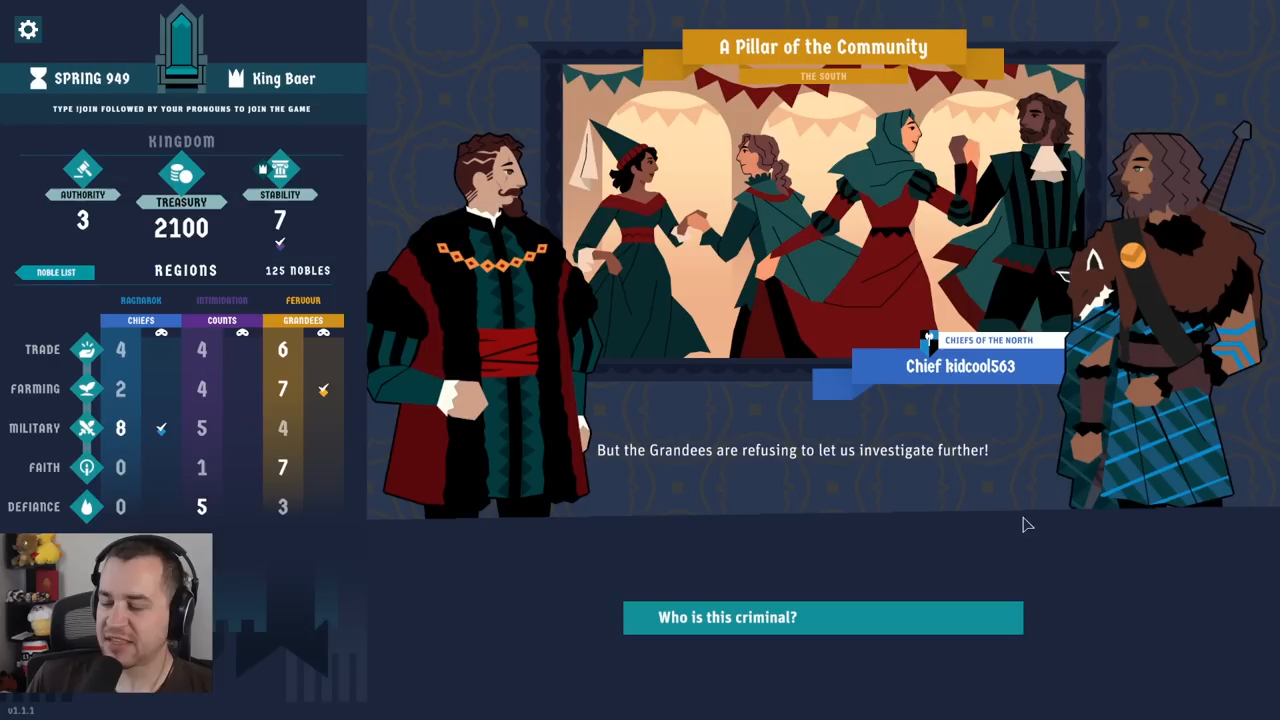 SPRING 949
King Baer
TYPE !JOIN FOLLOWED BY YOUR PRONOUNS TO JOIN THE GAME
KINGDOM
AUTHORITY
TREASURY
STABILITY
3
2100
7
NOBLE LIST
REGIONS
125 NOBLES
RAGNAROK
INTIMIDATION
FERVOUR
CHIEFS
COUNTS
GRANDEES
TRADE 4 4 6
FARMING 2 4 7
MILITARY 8 5 4
FAITH 0 1 7
DEFIANCE 0 5 3
v1.1.1
A Pillar of the Community
THE SOUTH
CHIEFS OF THE NORTH
Chief kidcool563
But the Grandees are refusing to let us investigate further!
Who is this criminal?